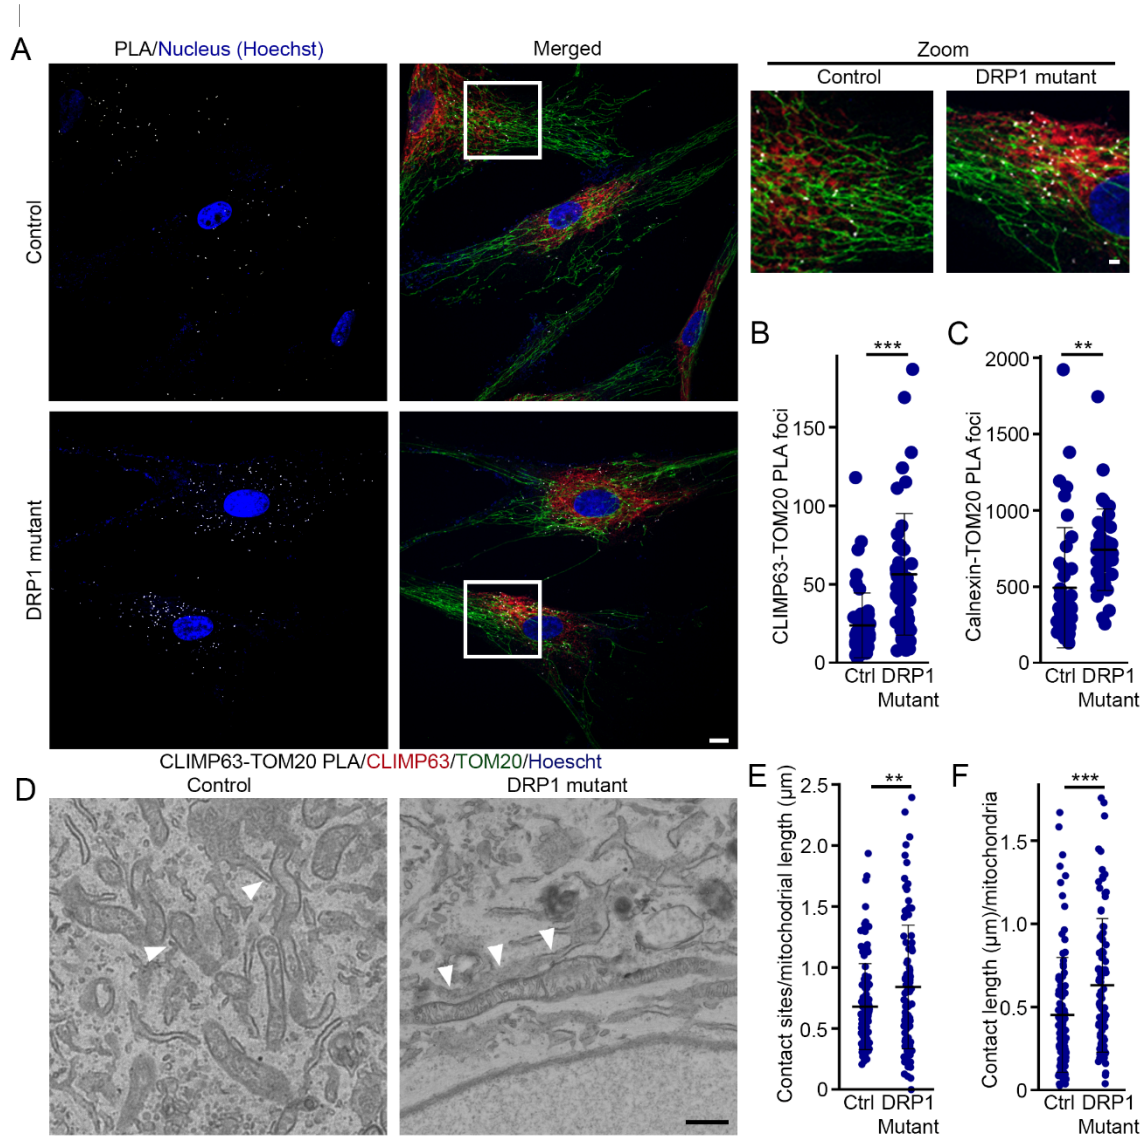 A
PLA/Nucleus (Hoechst)
Merged
Zoom
Control
DRP1 mutant
Control
DRP1 mutant
CLIMP63-TOM20 PLA/CLIMP63/TOM20/Hoescht
B
***
CLIMP63-TOM20 PLA foci
150
100
50
0
Ctrl DRP1
Mutant
C
**
Calnexin-TOM20 PLA foci
2000
1500
1000
500
0
Ctrl DRP1
Mutant
D
Control
DRP1 mutant
E
**
Contact sites/mitochondrial length (µm)
2.5
2.0
1.5
1.0
0.5
0
Ctrl DRP1
Mutant
F
***
Contact length (µm)/mitochondria
1.5
1.0
0.5
0
Ctrl DRP1
Mutant